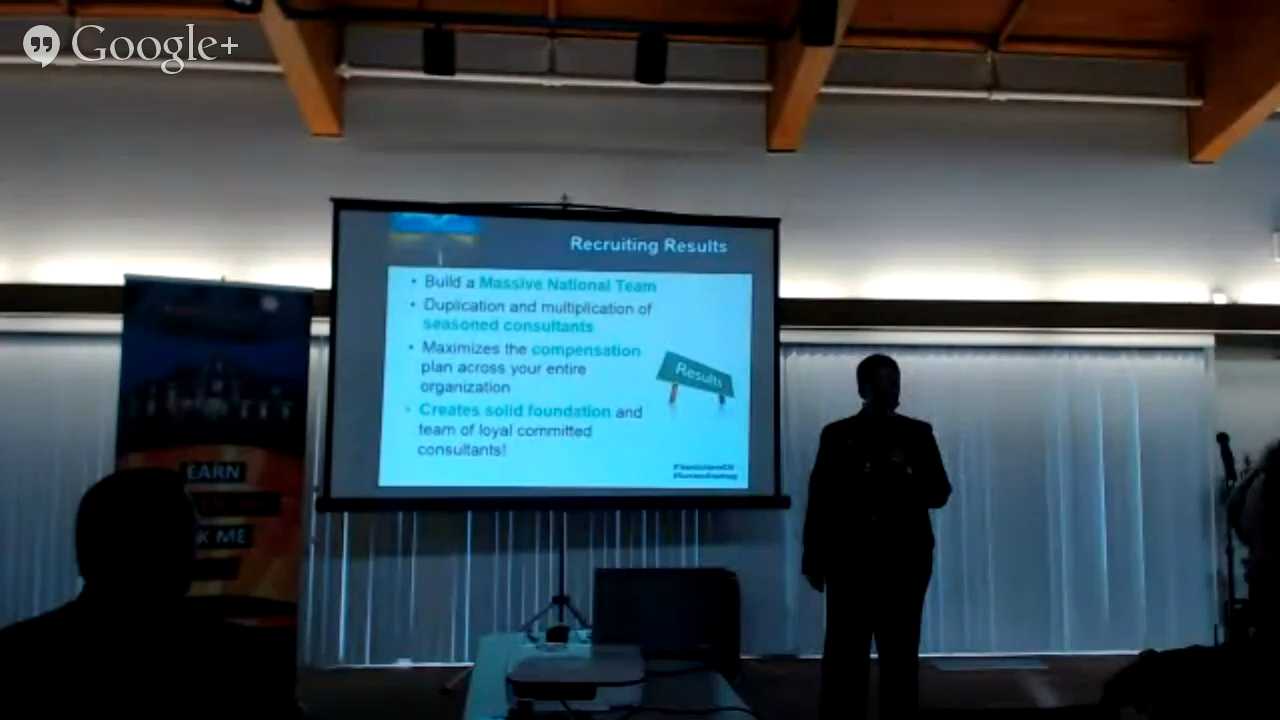 Google+
Recruiting Results
• Build a Massive National Team
• Duplication and multiplication of
seasoned consultants
• Maximizes the compensation
plan across your entire
organization
• Creates solid foundation and
team of loyal committed
consultants!
Results
EARN
K ME